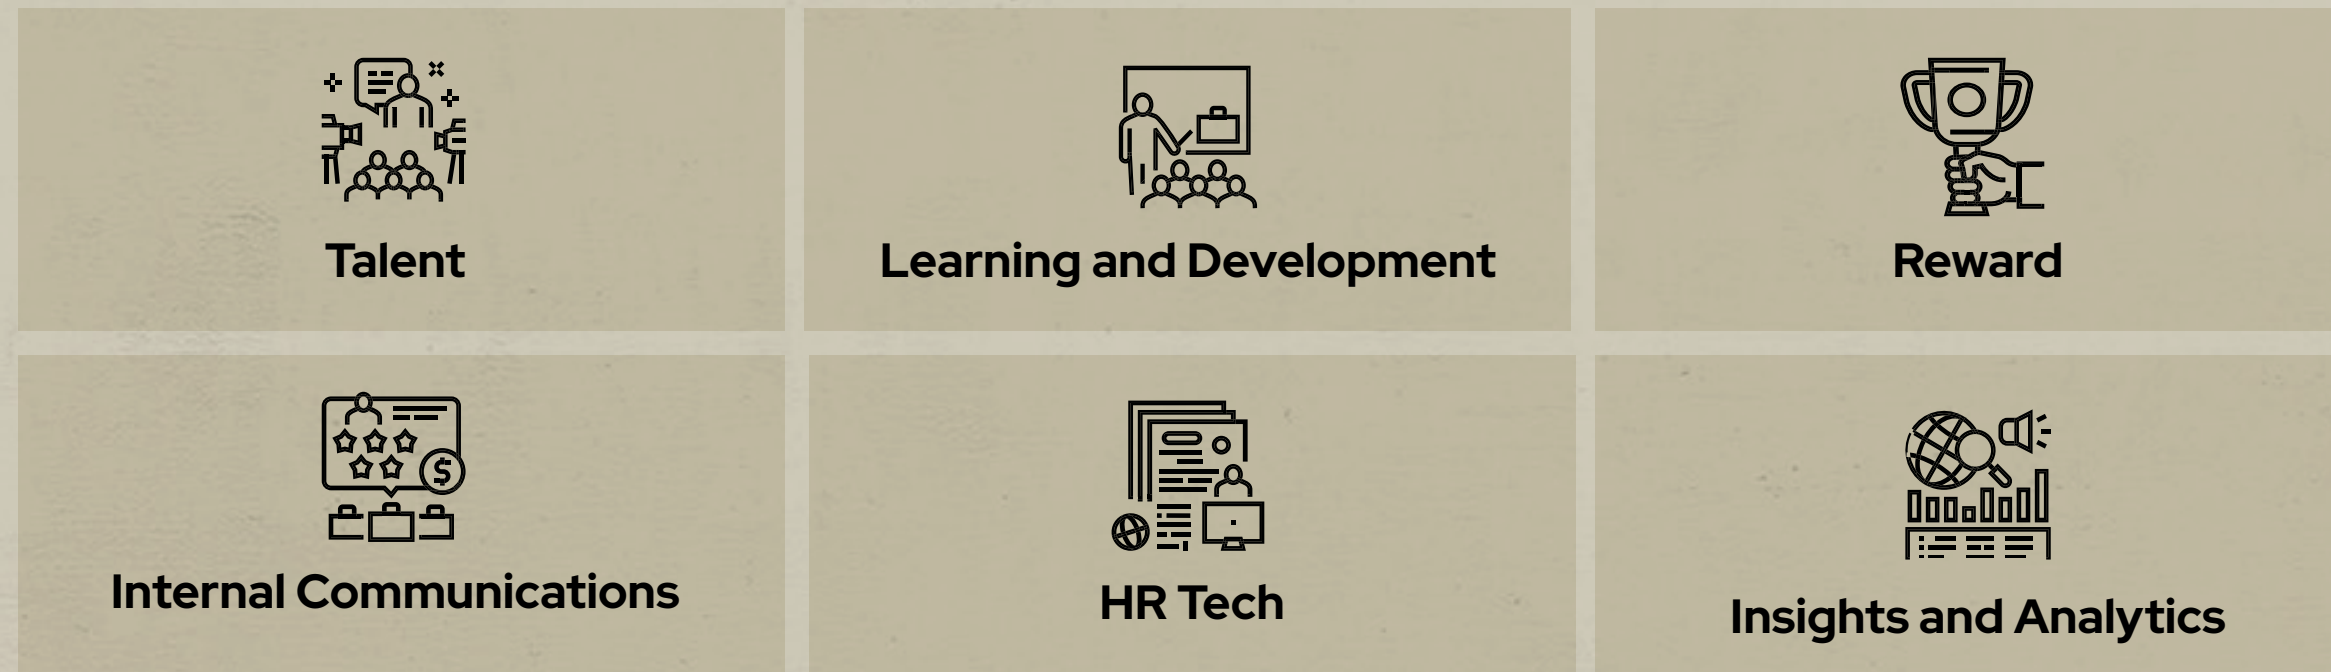 Talent
Learning and Development
Reward
Internal Communications
HR Tech
Insights and Analytics